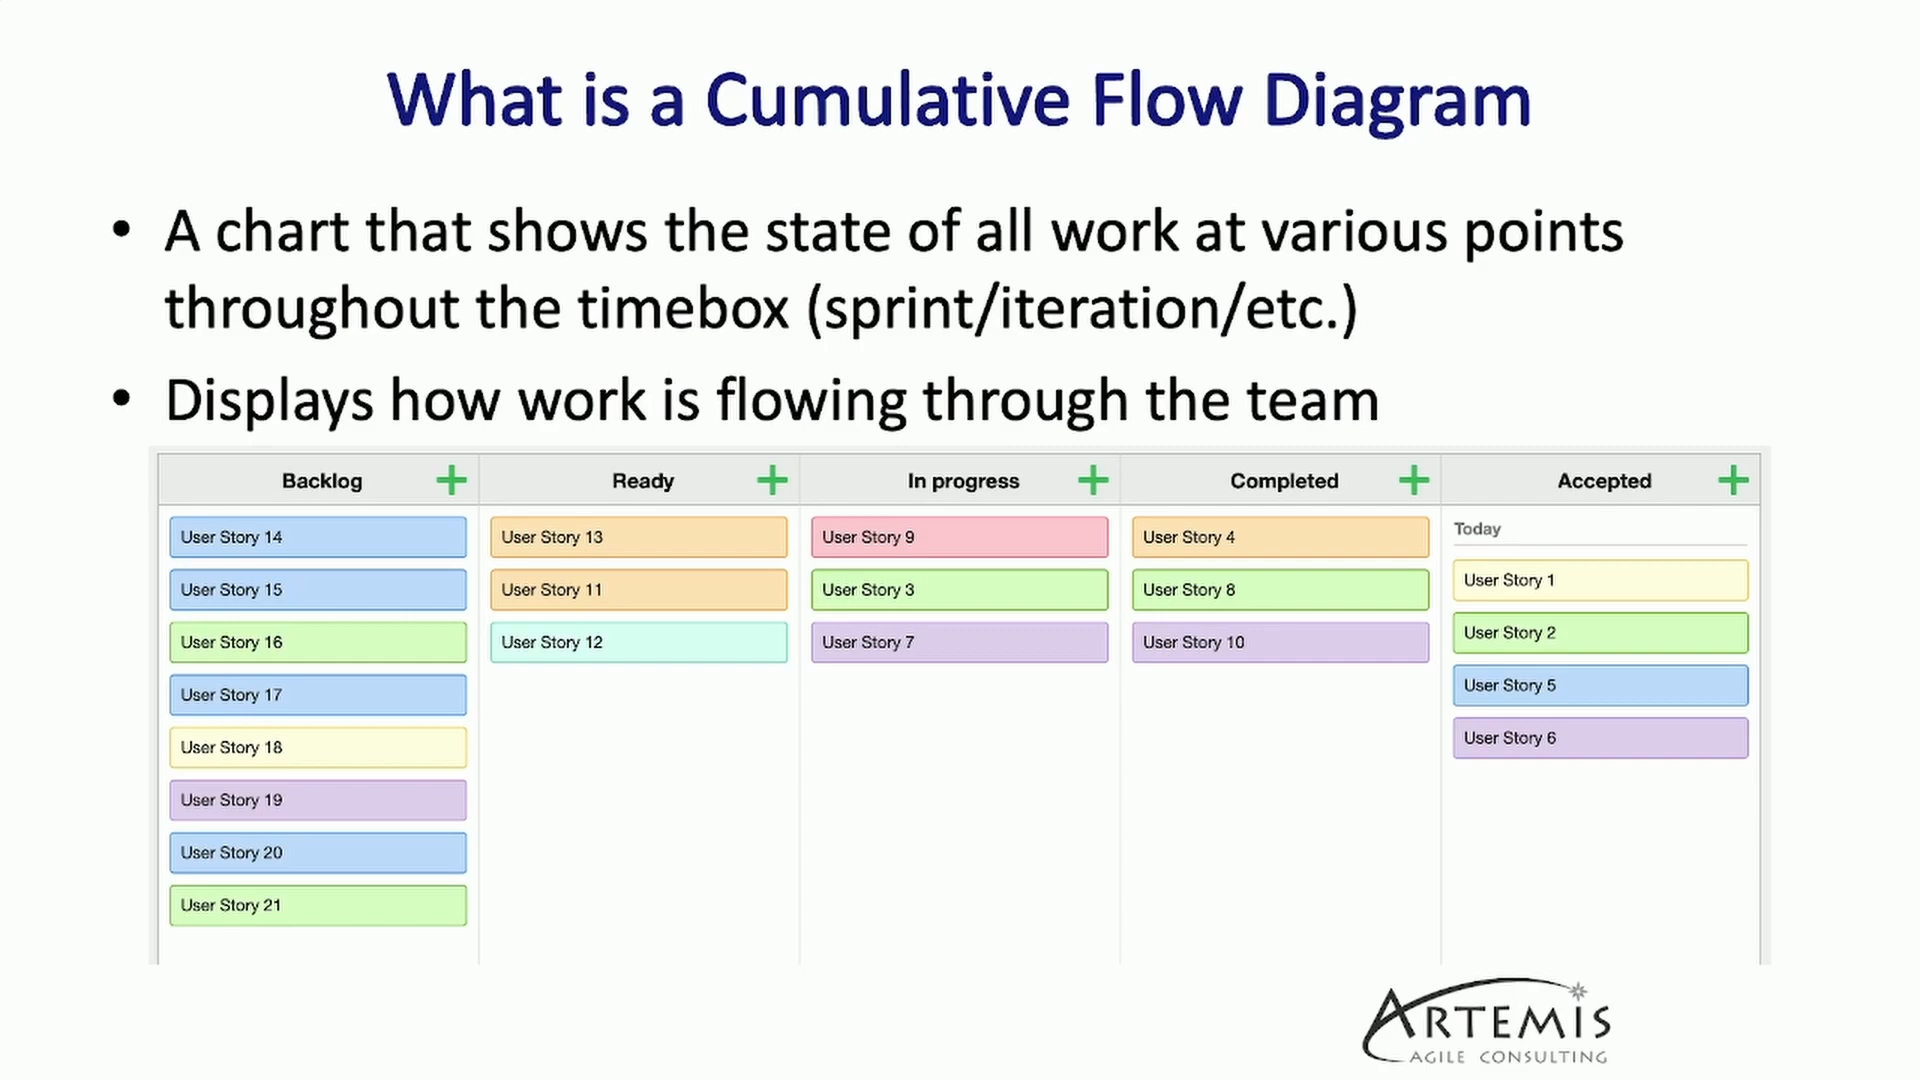 What is a Cumulative Flow Diagram
• A chart that shows the state of all work at various points
throughout the timebox (sprint/iteration/etc.)
• Displays how work is flowing through the team
Backlog
User Story 14
User Story 15
User Story 16
User Story 17
User Story 18
User Story 19
User Story 20
User Story 21
Ready
User Story 13
User Story 11
User Story 12
In progress
User Story 9
User Story 3
User Story 7
Completed
User Story 4
User Story 8
User Story 10
Accepted
Today
User Story 1
User Story 2
User Story 5
User Story 6
ARTEMIS
AGILE CONSULTING